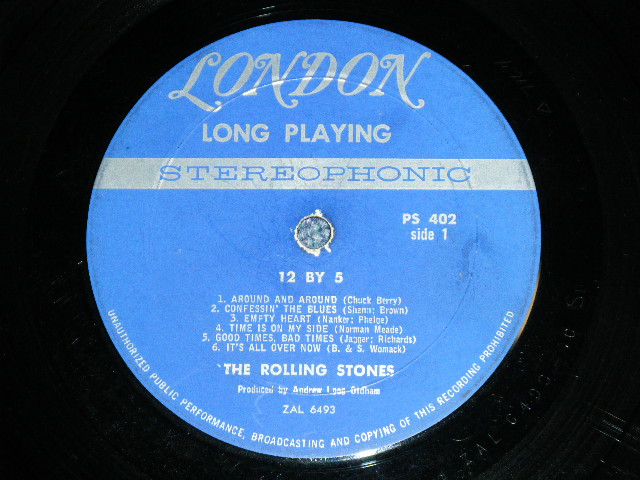 LONDON
LONG PLAYING
STEREOPHONIC
PS 402
side 1
12 BY 5
1. AROUND AND AROUND (Chuck Berry)
2. CONFESSIN' THE BLUES (Shann; Brown)
3. EMPTY HEART (Nanker; Phelge)
4. TIME IS ON MY SIDE (Norman Meade)
5. GOOD TIMES, BAD TIMES (Jagger; Richards)
6. IT'S ALL OVER NOW (B. & S. Womack)
THE ROLLING STONES
Produced by Andrew Loog Oldham
ZAL 6493
UNAUTHORIZED PUBLIC PERFORMANCE, BROADCASTING AND COPYING OF THIS RECORDING PROHIBITED